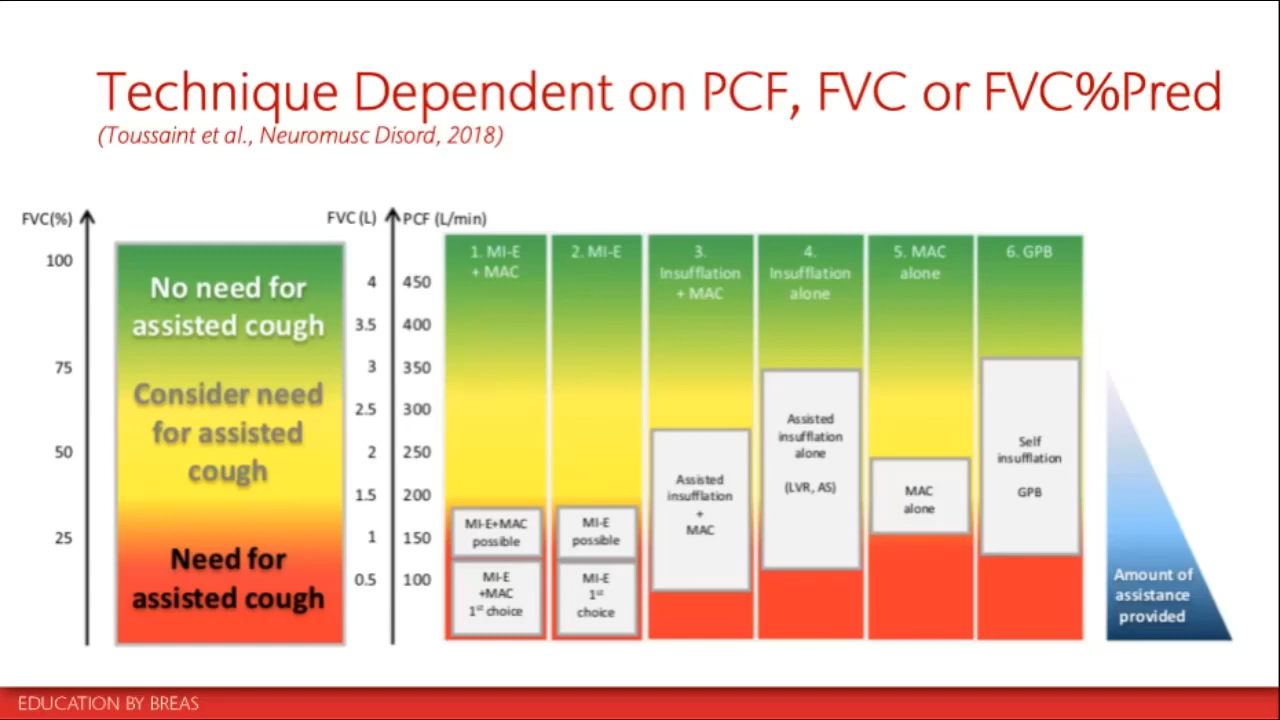 Technique Dependent on PCF, FVC or FVC%Pred
(Toussaint et al., Neuromusc Disord, 2018)
FVC(%)
100
75
50
25
No need for
assisted cough
Consider need
for assisted
cough
Need for
assisted cough
FVC (L)
4
3.5
3
2.5
2
1.5
1
0.5
PCF (L/min)
450
400
350
300
250
200
150
100
1. MI-E
+ MAC
MI-E+MAC
possible
MI-E
+MAC
1st choice
2. MI-E
MI-E
possible
MI-E
1st
choice
3.
Insufflation
+ MAC
Assisted
insufflation
+
MAC
4.
Insufflation
alone
Assisted
insufflation
alone
(LVR, AS)
5. MAC
alone
MAC
alone
6. GPB
Self
insufflation
GPB
Amount of
assistance
provided
EDUCATION BY BREAS